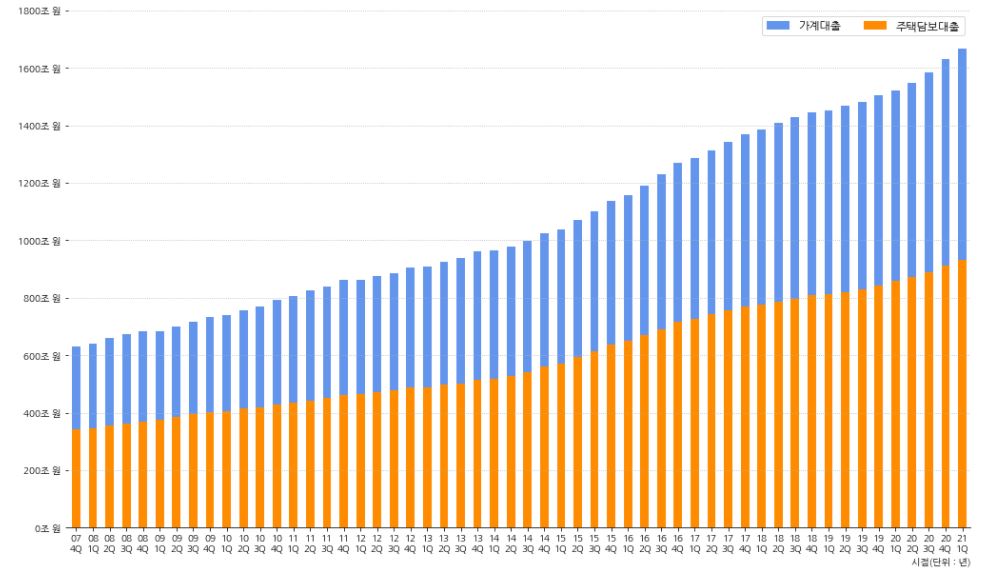 1800조 원
가계대출 주택담보대출
1600조 원
1400조 원
1200조 원
1000조 원
800조 원
600조 원
400조 원
200조 원
0조 원
07 08 08 08 08 09 09 09 09 10 10 10 10 11 11 11 11 12 12 12 12 13 13 13 13 14 14 14 14 15 15 15 15 16 16 16 16 17 17 17 17 18 18 18 18 19 19 19 19 20 20 20 20 21
4Q 1Q 2Q 3Q 4Q 1Q 2Q 3Q 4Q 1Q 2Q 3Q 4Q 1Q 2Q 3Q 4Q 1Q 2Q 3Q 4Q 1Q 2Q 3Q 4Q 1Q 2Q 3Q 4Q 1Q 2Q 3Q 4Q 1Q 2Q 3Q 4Q 1Q 2Q 3Q 4Q 1Q 2Q 3Q 4Q 1Q 2Q 3Q 4Q 1Q 2Q 3Q 4Q 1Q
시점(단위 : 년)